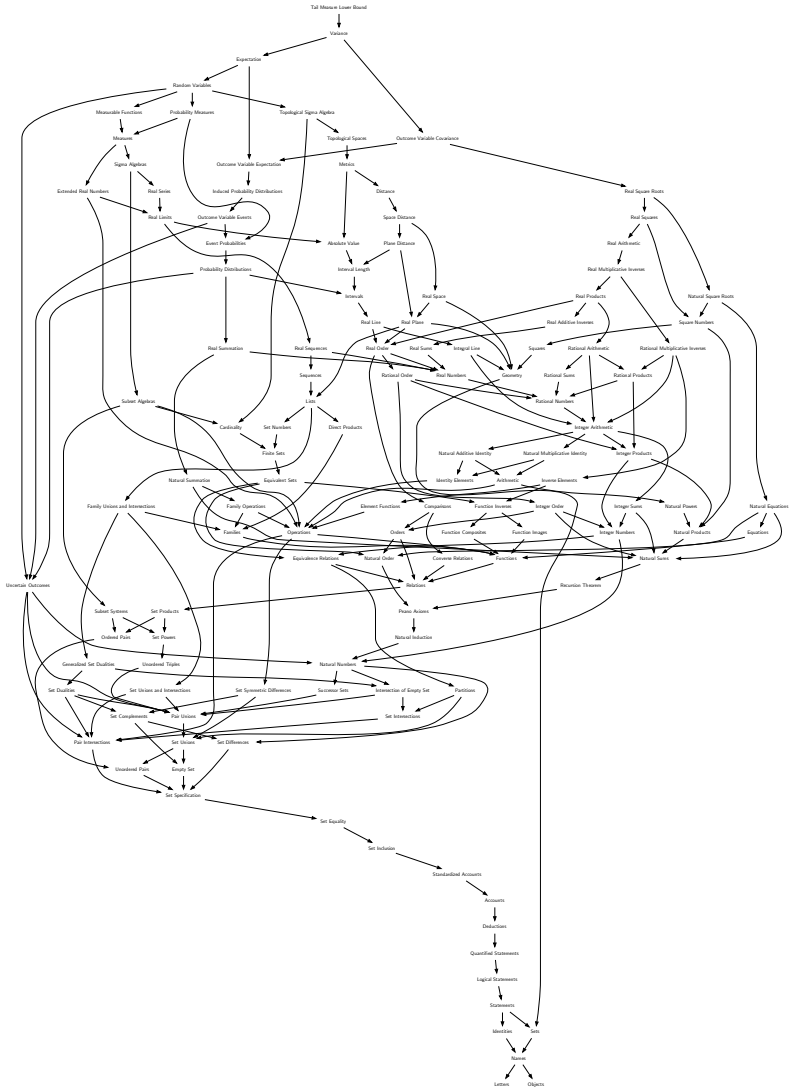 Tail Measure Lower Bound
Variance
Expectation
Random Variables
Measurable Functions
Probability Measures
Topological Sigma Algebra
Measures
Topological Spaces
Outcome Variable Covariance
Sigma Algebras
Outcome Variable Expectation
Metrics
Extended Real Numbers
Real Series
Induced Probability Distributions
Distance
Real Square Roots
Real Limits
Outcome Variable Events
Space Distance
Real Squares
Event Probabilities
Absolute Value
Plane Distance
Real Arithmetic
Probability Distributions
Interval Length
Real Multiplicative Inverses
Intervals
Real Space
Real Products
Natural Square Roots
Real Line
Real Plane
Real Additive Inverses
Square Numbers
Real Summation
Real Sequences
Real Order
Real Sums
Integral Line
Squares
Rational Arithmetic
Rational Multiplicative Inverses
Sequences
Rational Order
Real Numbers
Geometry
Rational Sums
Rational Products
Subset Algebras
Lists
Rational Numbers
Cardinality
Set Numbers
Direct Products
Integer Arithmetic
Finite Sets
Natural Additive Identity
Natural Multiplicative Identity
Integer Products
Natural Summation
Equivalent Sets
Identity Elements
Arithmetic
Inverse Elements
Family Unions and Intersections
Family Operations
Element Functions
Comparisons
Function Inverses
Integer Order
Integer Sums
Natural Powers
Natural Equations
Families
Operations
Orders
Function Composites
Function Images
Integer Numbers
Natural Products
Equations
Equivalence Relations
Natural Order
Converse Relations
Functions
Natural Sums
Uncertain Outcomes
Relations
Recursion Theorem
Subset Systems
Set Products
Peano Axioms
Ordered Pairs
Set Powers
Natural Induction
Generalized Set Dualities
Unordered Triples
Natural Numbers
Set Dualities
Set Unions and Intersections
Set Symmetric Differences
Successor Sets
Intersection of Empty Set
Partitions
Set Complements
Pair Unions
Set Intersections
Pair Intersections
Set Unions
Set Differences
Unordered Pairs
Empty Set
Set Specification
Set Equality
Set Inclusion
Standardized Accounts
Accounts
Deductions
Quantified Statements
Logical Statements
Statements
Identities
Sets
Names
Letters
Objects